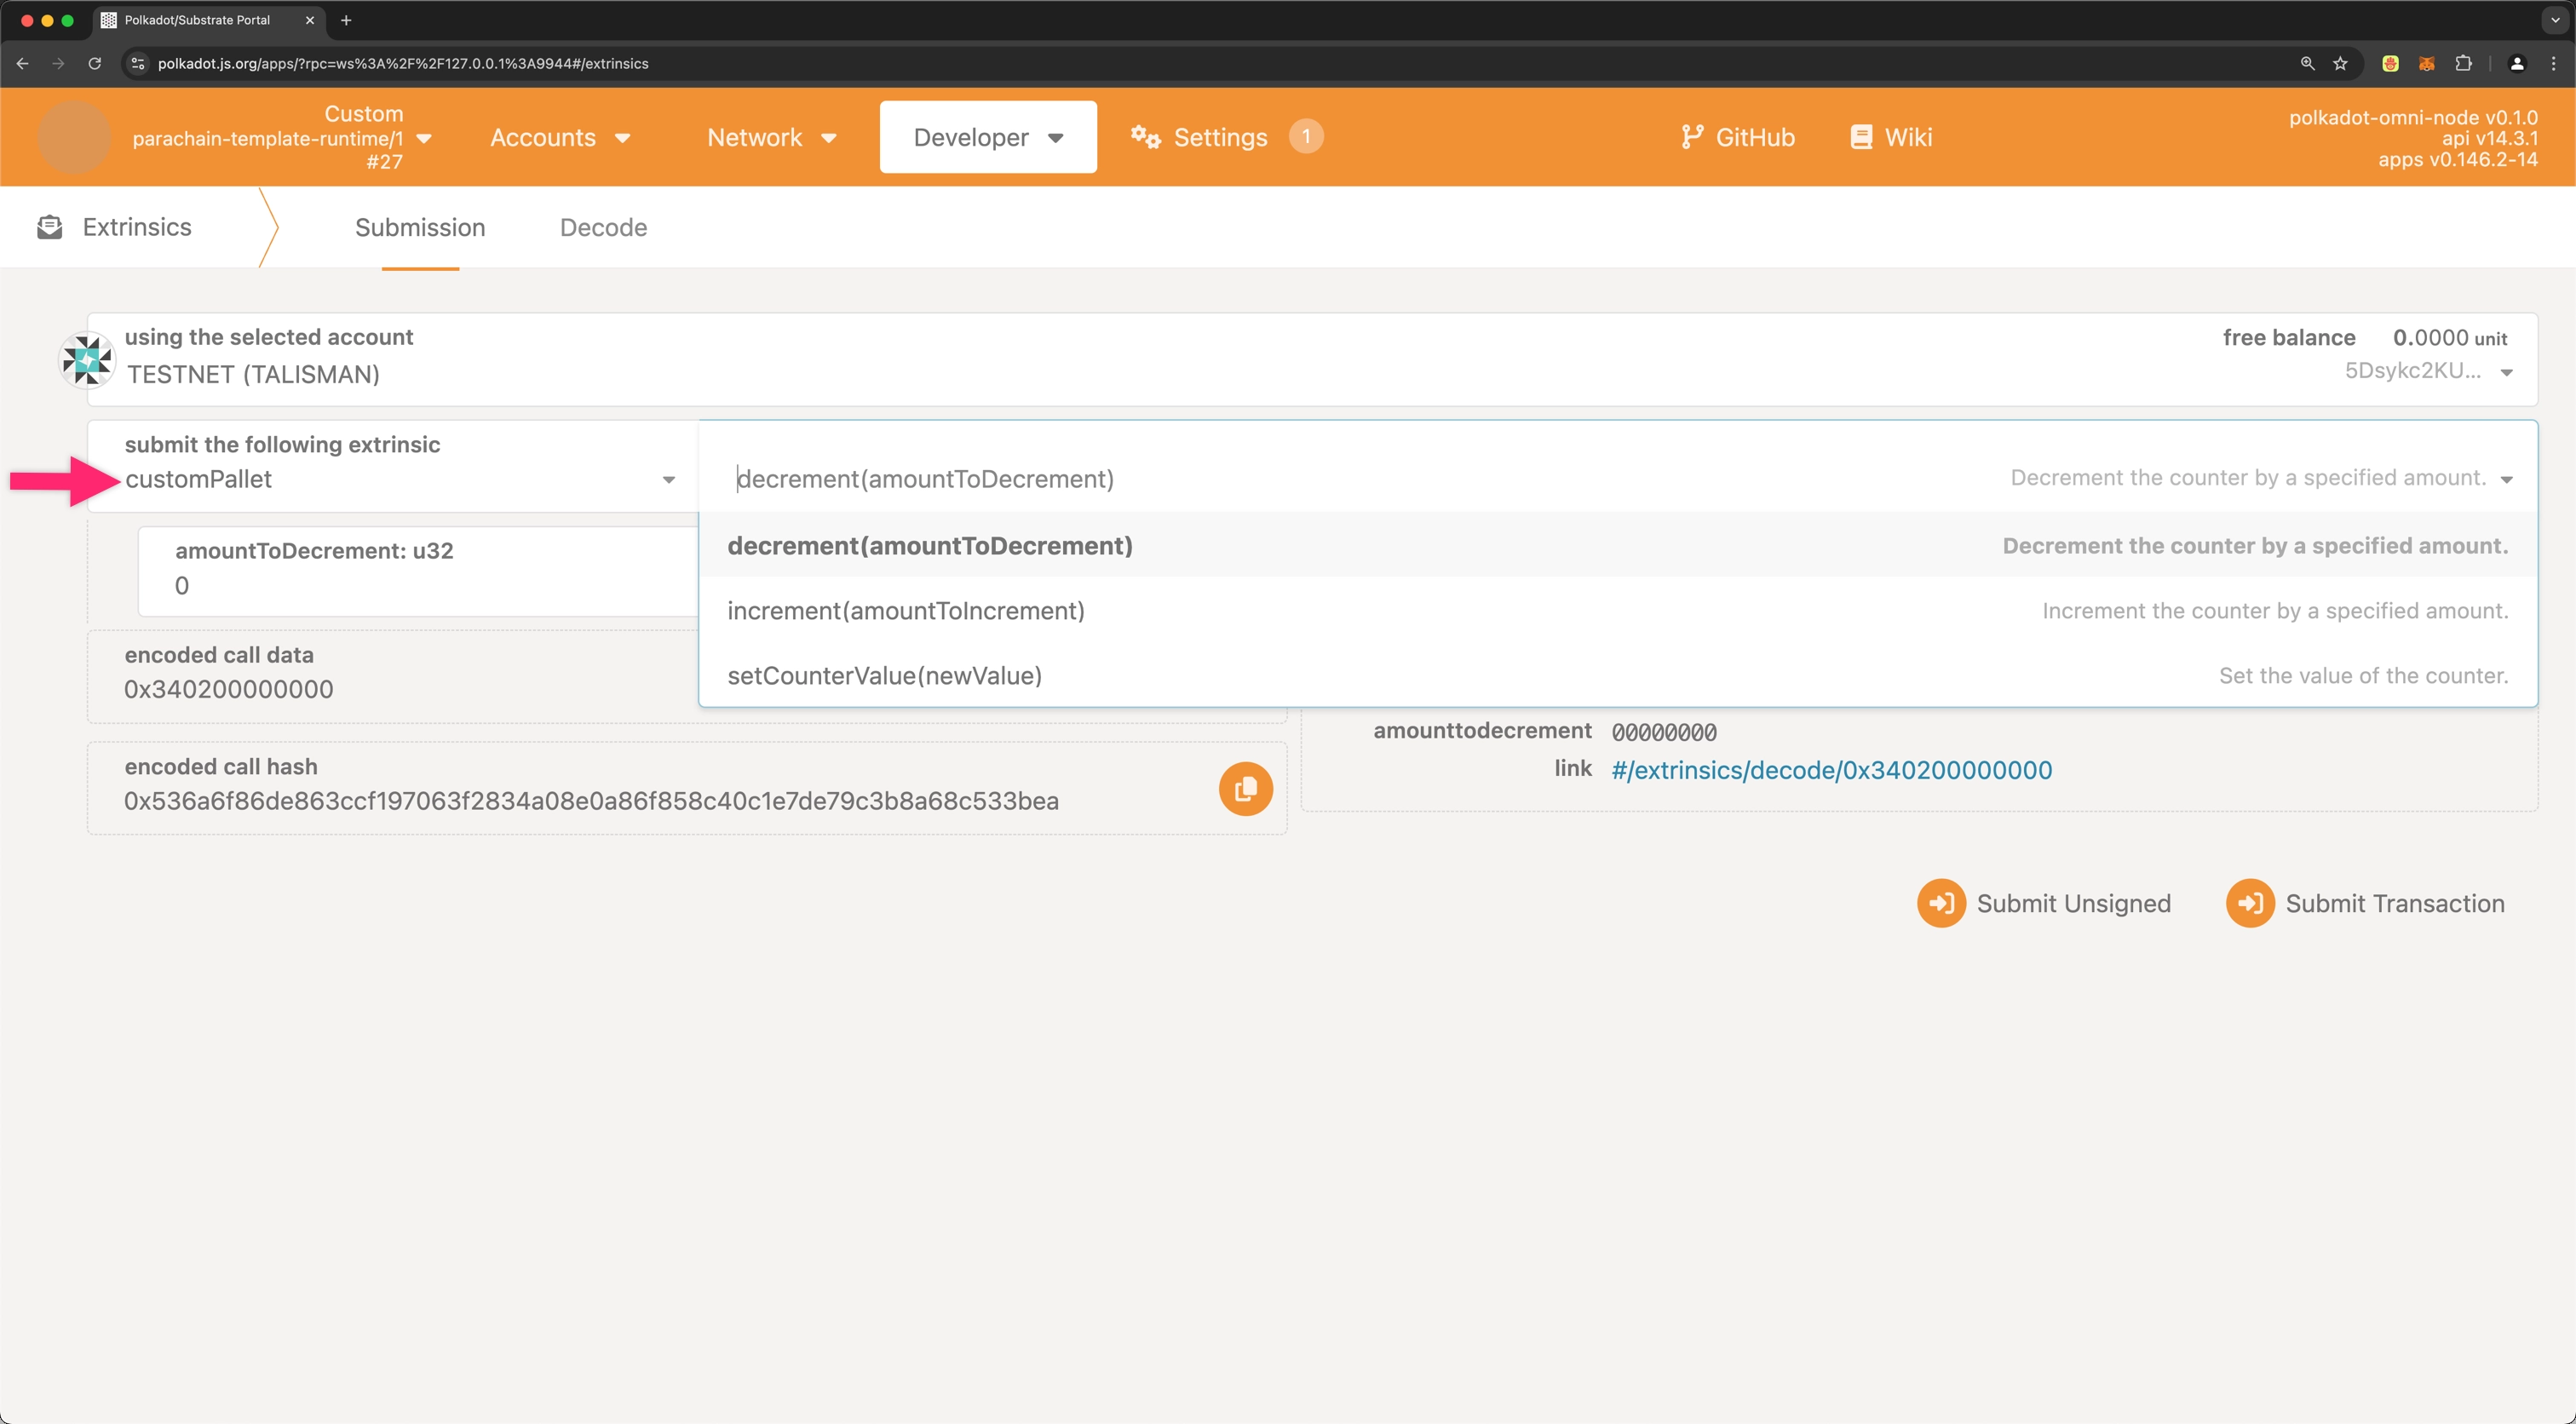 Polkadot/Substrate Portal
polkadot.js.org/apps/?rpc=ws%3A%2F%2F127.0.0.1%3A9944#/extrinsics
Custom
parachain-template-runtime/1
#27
Accounts
Network
Developer
Settings
1
GitHub
Wiki
polkadot-omni-node v0.1.0
api v14.3.1
apps v0.146.2-14
Extrinsics
Submission
Decode
using the selected account
TESTNET (TALISMAN)
free balance 0.0000 unit
5Dsykc2KU...
submit the following extrinsic
customPallet
decrement(amountToDecrement)
Decrement the counter by a specified amount.
decrement(amountToDecrement)
Decrement the counter by a specified amount.
increment(amountToIncrement)
Increment the counter by a specified amount.
setCounterValue(newValue)
Set the value of the counter.
amountToDecrement: u32
0
encoded call data
0x340200000000
amounttodecrement 00000000
link #/extrinsics/decode/0x340200000000
encoded call hash
0x536a6f86de863ccf197063f2834a08e0a86f858c40c1e7de79c3b8a68c533bea
Submit Unsigned
Submit Transaction